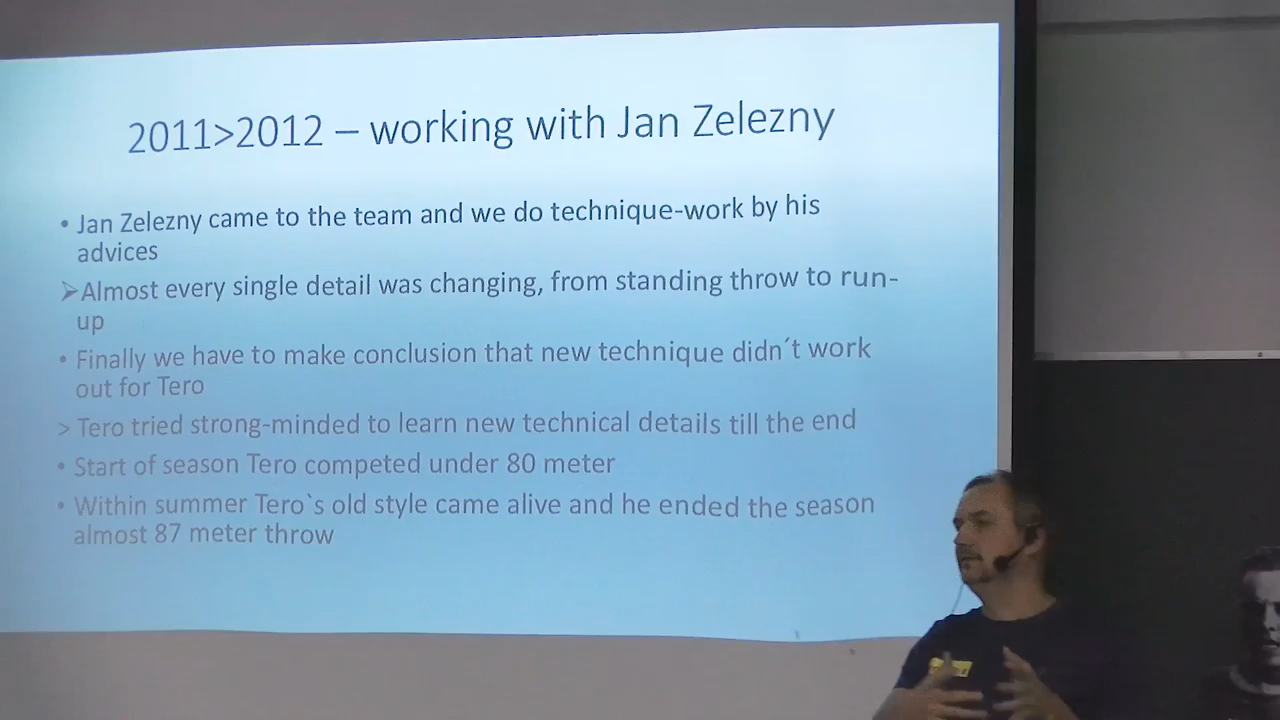 2011>2012 – working with Jan Zelezny
• Jan Zelezny came to the team and we do technique-work by his
advices
➢Almost every single detail was changing, from standing throw to run-
up
• Finally we have to make conclusion that new technique didn´t work
out for Tero
> Tero tried strong-minded to learn new technical details till the end
• Start of season Tero competed under 80 meter
• Within summer Tero`s old style came alive and he ended the season
almost 87 meter throw